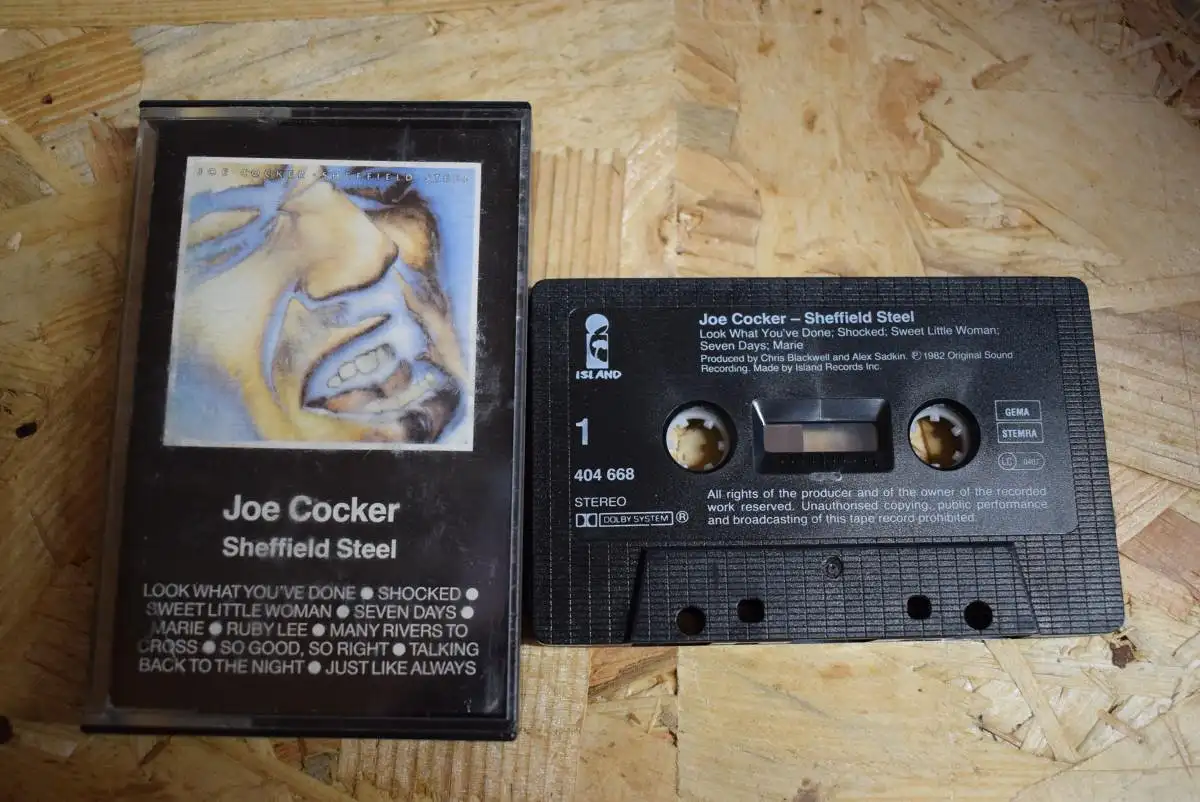 JOE COCKER · SHEFFIELD STEEL
Joe Cocker
Sheffield Steel
LOOK WHAT YOU'VE DONE ● SHOCKED ●
SWEET LITTLE WOMAN ● SEVEN DAYS ●
MARIE ● RUBY LEE ● MANY RIVERS TO
CROSS ● SO GOOD, SO RIGHT ● TALKING
BACK TO THE NIGHT ● JUST LIKE ALWAYS
ISLAND
Joe Cocker – Sheffield Steel
Look What You've Done; Shocked; Sweet Little Woman;
Seven Days; Marie
Produced by Chris Blackwell and Alex Sadkin. ℗ 1982 Original Sound
Recording. Made by Island Records Inc.
1
404 668
STEREO
DOLBY SYSTEM ®
GEMA
STEMRA
LC
All rights of the producer and of the owner of the recorded
work reserved. Unauthorised copying, public performance
and broadcasting of this tape record prohibited.